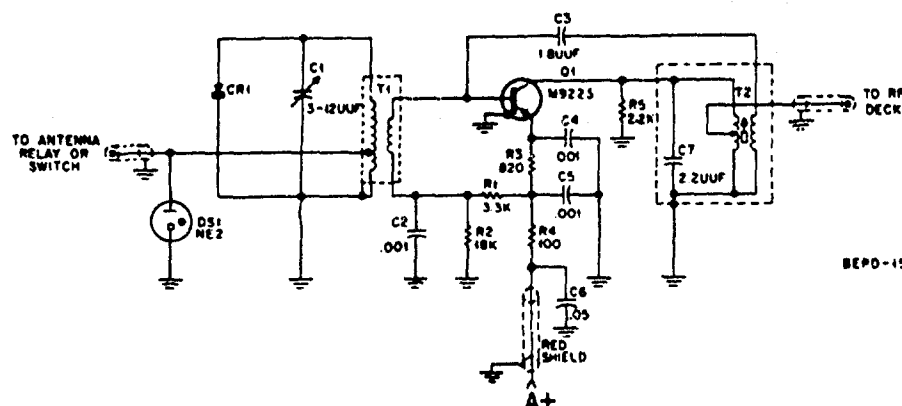 C3
1.8UUF
C1
3-12UUF
T1
CR1
Q1
M9225
C4
.001
R5
2.2K
T2
TO RF
DECK
TO ANTENNA
RELAY OR
SWITCH
R3
820
C7
2.2UUF
R1
3.3K
C5
.001
DS1
NE2
C2
.001
R2
18K
R4
100
BEPD-15
C6
.05
RED
SHIELD
A+